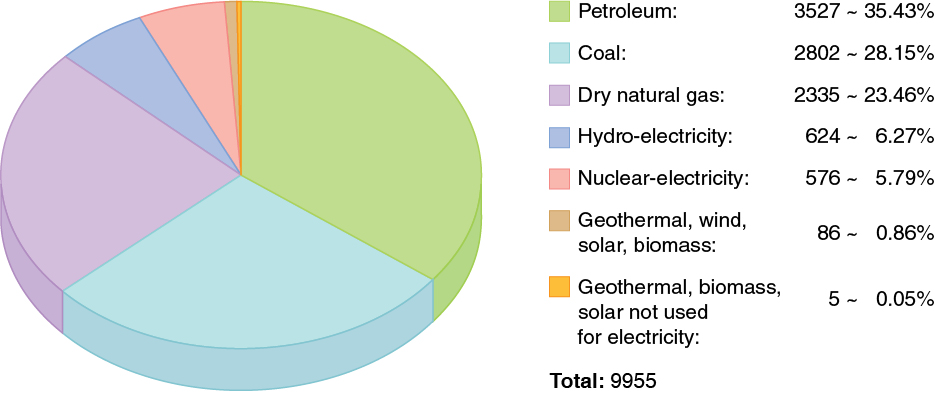 Petroleum: 3527 ~ 35.43%
Coal: 2802 ~ 28.15%
Dry natural gas: 2335 ~ 23.46%
Hydro-electricity: 624 ~ 6.27%
Nuclear-electricity: 576 ~ 5.79%
Geothermal, wind,
solar, biomass: 86 ~ 0.86%
Geothermal, biomass,
solar not used 5 ~ 0.05%
for electricity:
Total: 9955